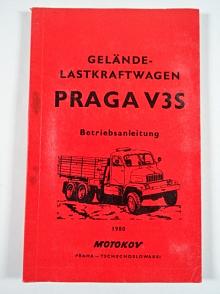 GELÄNDE-
LASTKRAFTWAGEN
PRAGA V3S
Betriebsanleitung
1980
MOTOKOV
PRAHA - TSCHECHOSLOWAKEI